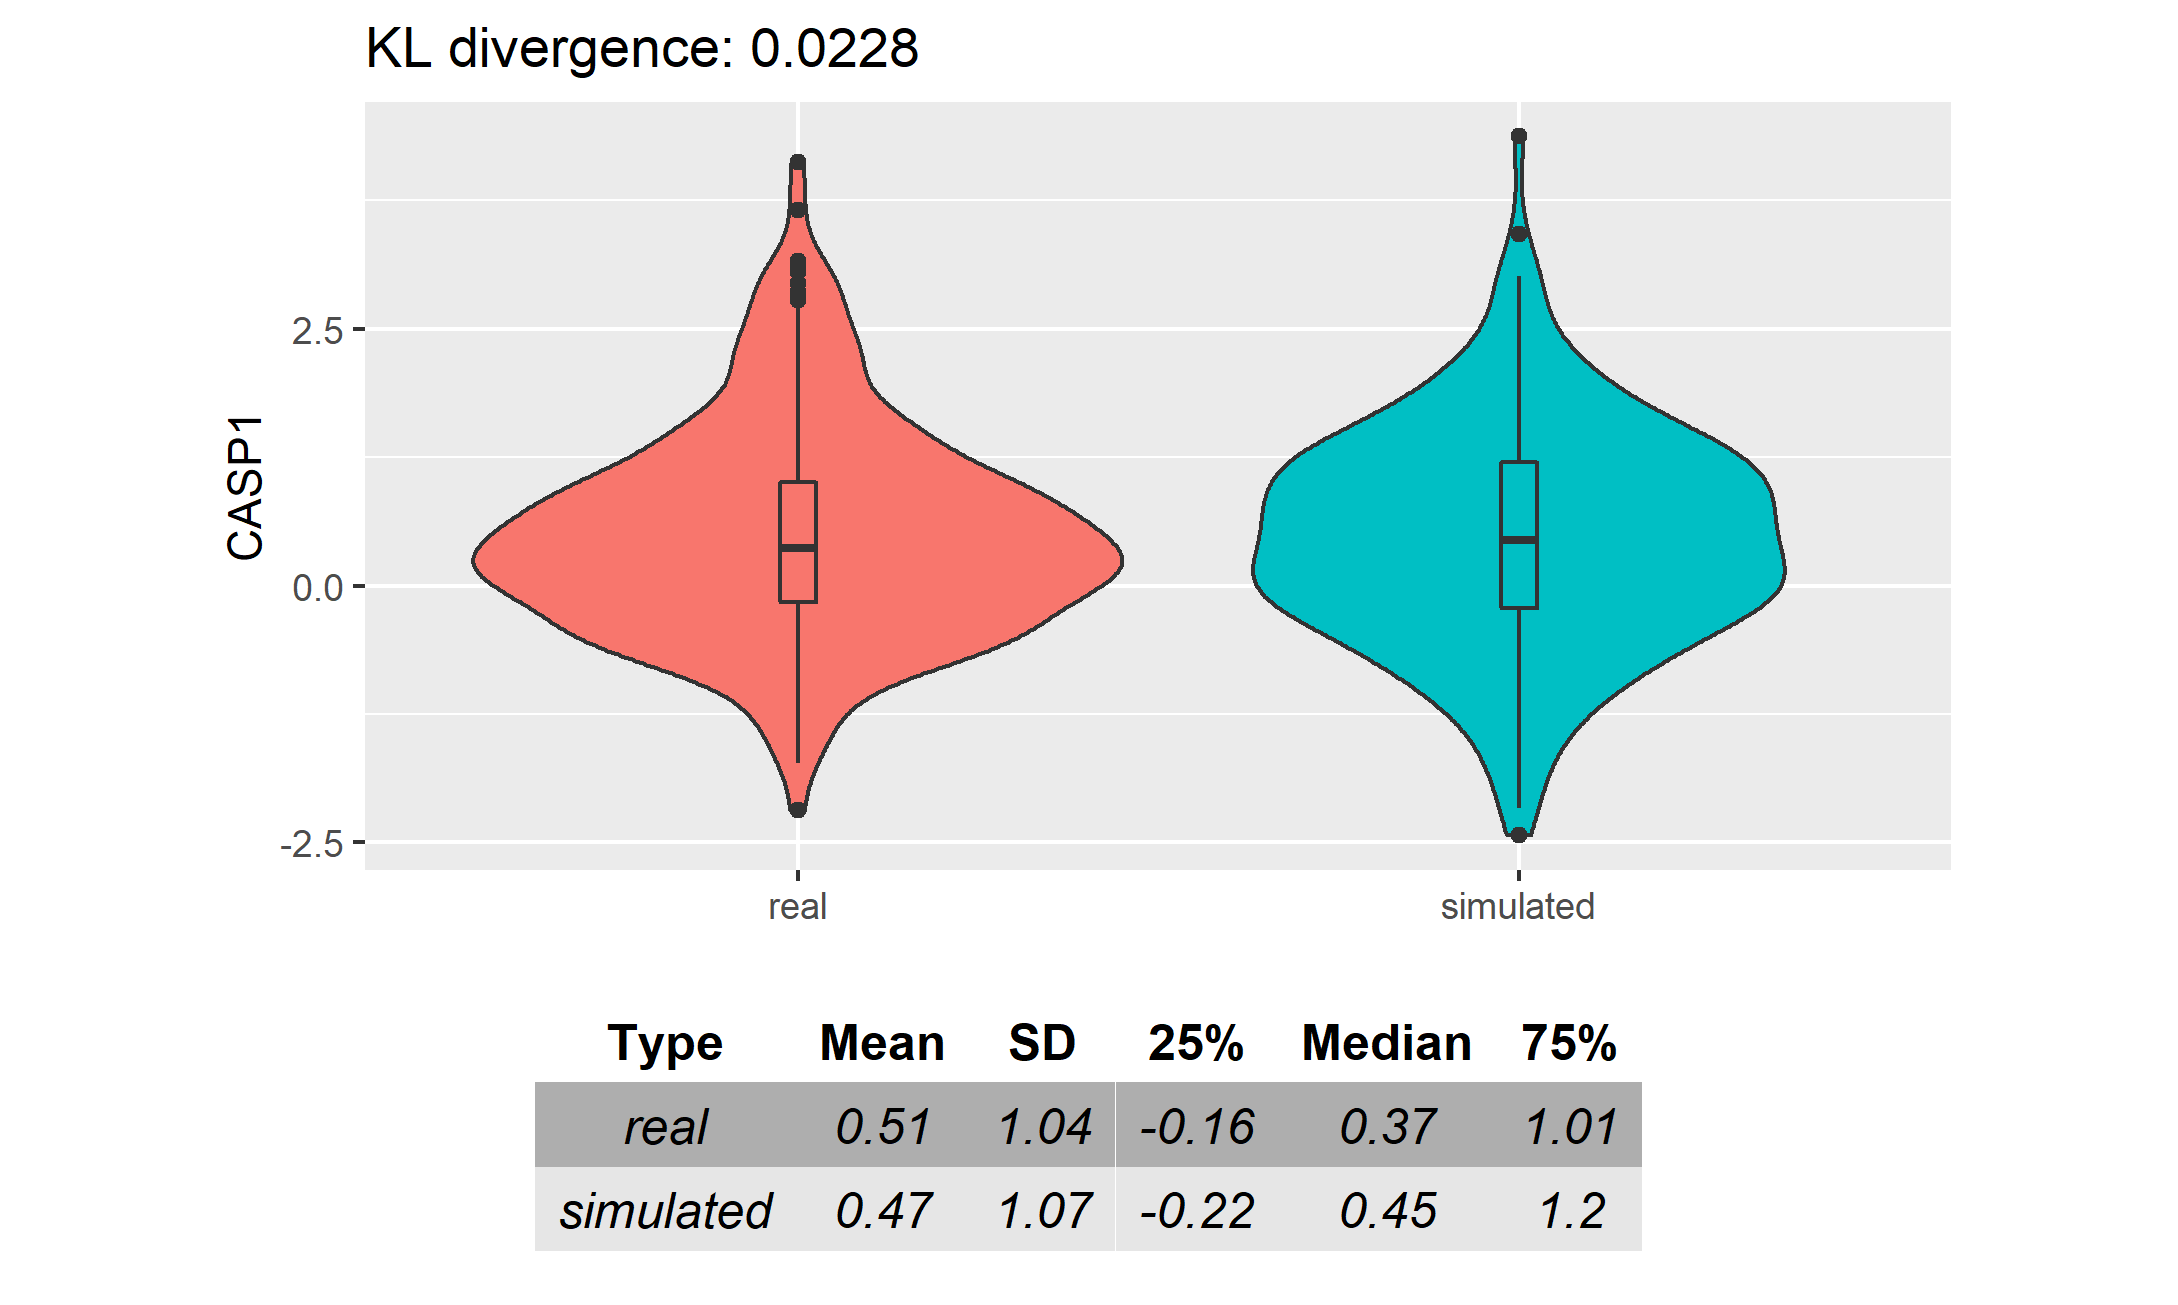 KL divergence: 0.0228
CASP1
2.5
0.0
-2.5
real simulated
Type Mean SD 25% Median 75%
real 0.51 1.04 -0.16 0.37 1.01
simulated 0.47 1.07 -0.22 0.45 1.2